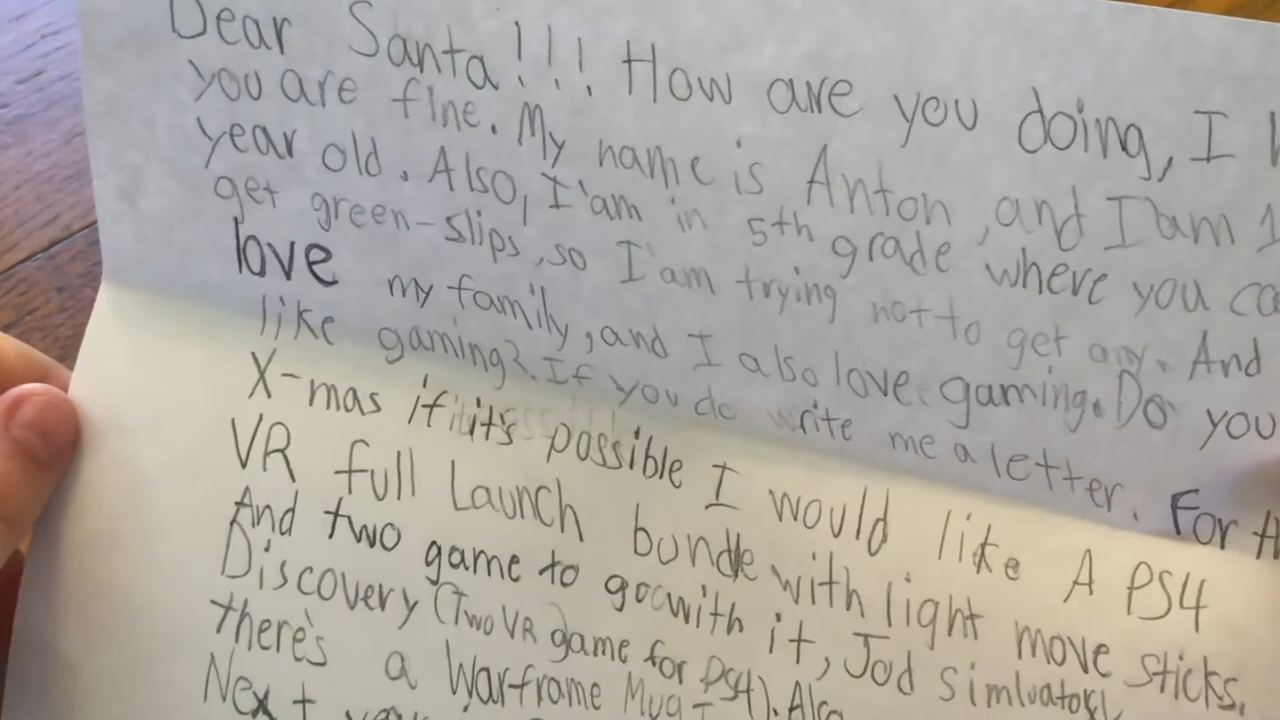 Dear Santa!!! How are you doing, I
you are fine. My name is Anton, and I'am
year old. Also, I'am in 5th grade where you
get green-slips, so I'am trying not to get any. And
love my family, and I also love gaming. Do you
like gaming?. If you do write me a letter. For
X-mas if it's possible I would like A PS4
VR full Launch bundle with light move sticks.
And two game to go with it, Jod simluator
Discovery (Two VR game for PS4). Also
there's a Warframe Mug
Next